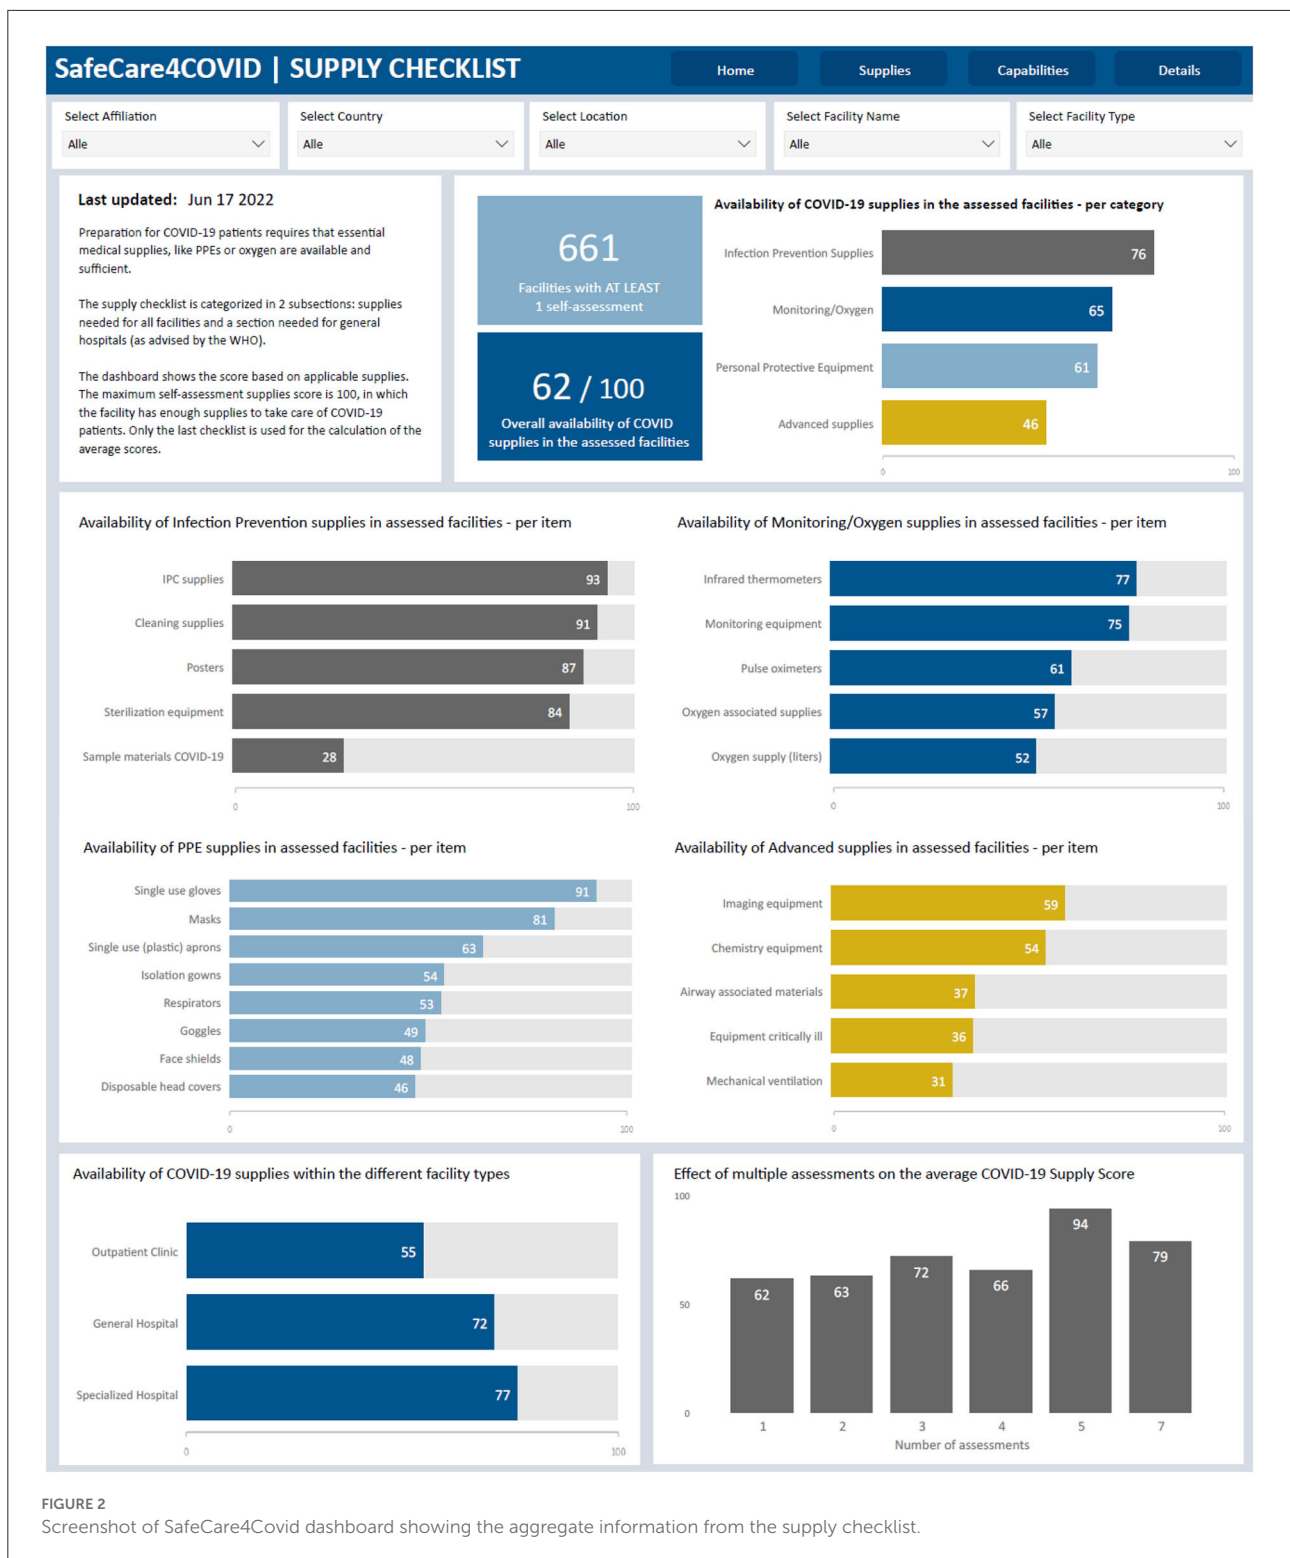 SafeCare4COVID | SUPPLY CHECKLIST
Home
Supplies
Capabilities
Details
Select Affiliation
Alle
Select Country
Alle
Select Location
Alle
Select Facility Name
Alle
Select Facility Type
Alle
Last updated: Jun 17 2022
Preparation for COVID-19 patients requires that essential
medical supplies, like PPEs or oxygen are available and
sufficient.
The supply checklist is categorized in 2 subsections: supplies
needed for all facilities and a section needed for general
hospitals (as advised by the WHO).
The dashboard shows the score based on applicable supplies.
The maximum self-assessment supplies score is 100, in which
the facility has enough supplies to take care of COVID-19
patients. Only the last checklist is used for the calculation of the
average scores.
661
Facilities with AT LEAST
1 self-assessment
62 / 100
Overall availability of COVID
supplies in the assessed facilities
Availability of COVID-19 supplies in the assessed facilities - per category
Infection Prevention Supplies 76
Monitoring/Oxygen 65
Personal Protective Equipment 61
Advanced supplies 46
0 100
Availability of Infection Prevention supplies in assessed facilities - per item
IPC supplies 93
Cleaning supplies 91
Posters 87
Sterilization equipment 84
Sample materials COVID-19 28
0 100
Availability of Monitoring/Oxygen supplies in assessed facilities - per item
Infrared thermometers 77
Monitoring equipment 75
Pulse oximeters 61
Oxygen associated supplies 57
Oxygen supply (liters) 52
0 100
Availability of PPE supplies in assessed facilities - per item
Single use gloves 91
Masks 81
Single use (plastic) aprons 63
Isolation gowns 54
Respirators 53
Goggles 49
Face shields 48
Disposable head covers 46
0 100
Availability of Advanced supplies in assessed facilities - per item
Imaging equipment 59
Chemistry equipment 54
Airway associated materials 37
Equipment critically ill 36
Mechanical ventilation 31
0 100
Availability of COVID-19 supplies within the different facility types
Outpatient Clinic 55
General Hospital 72
Specialized Hospital 77
0 100
Effect of multiple assessments on the average COVID-19 Supply Score
100
50
0
62 63 72 66 94 79
1 2 3 4 5 7
Number of assessments
FIGURE 2
Screenshot of SafeCare4Covid dashboard showing the aggregate information from the supply checklist.